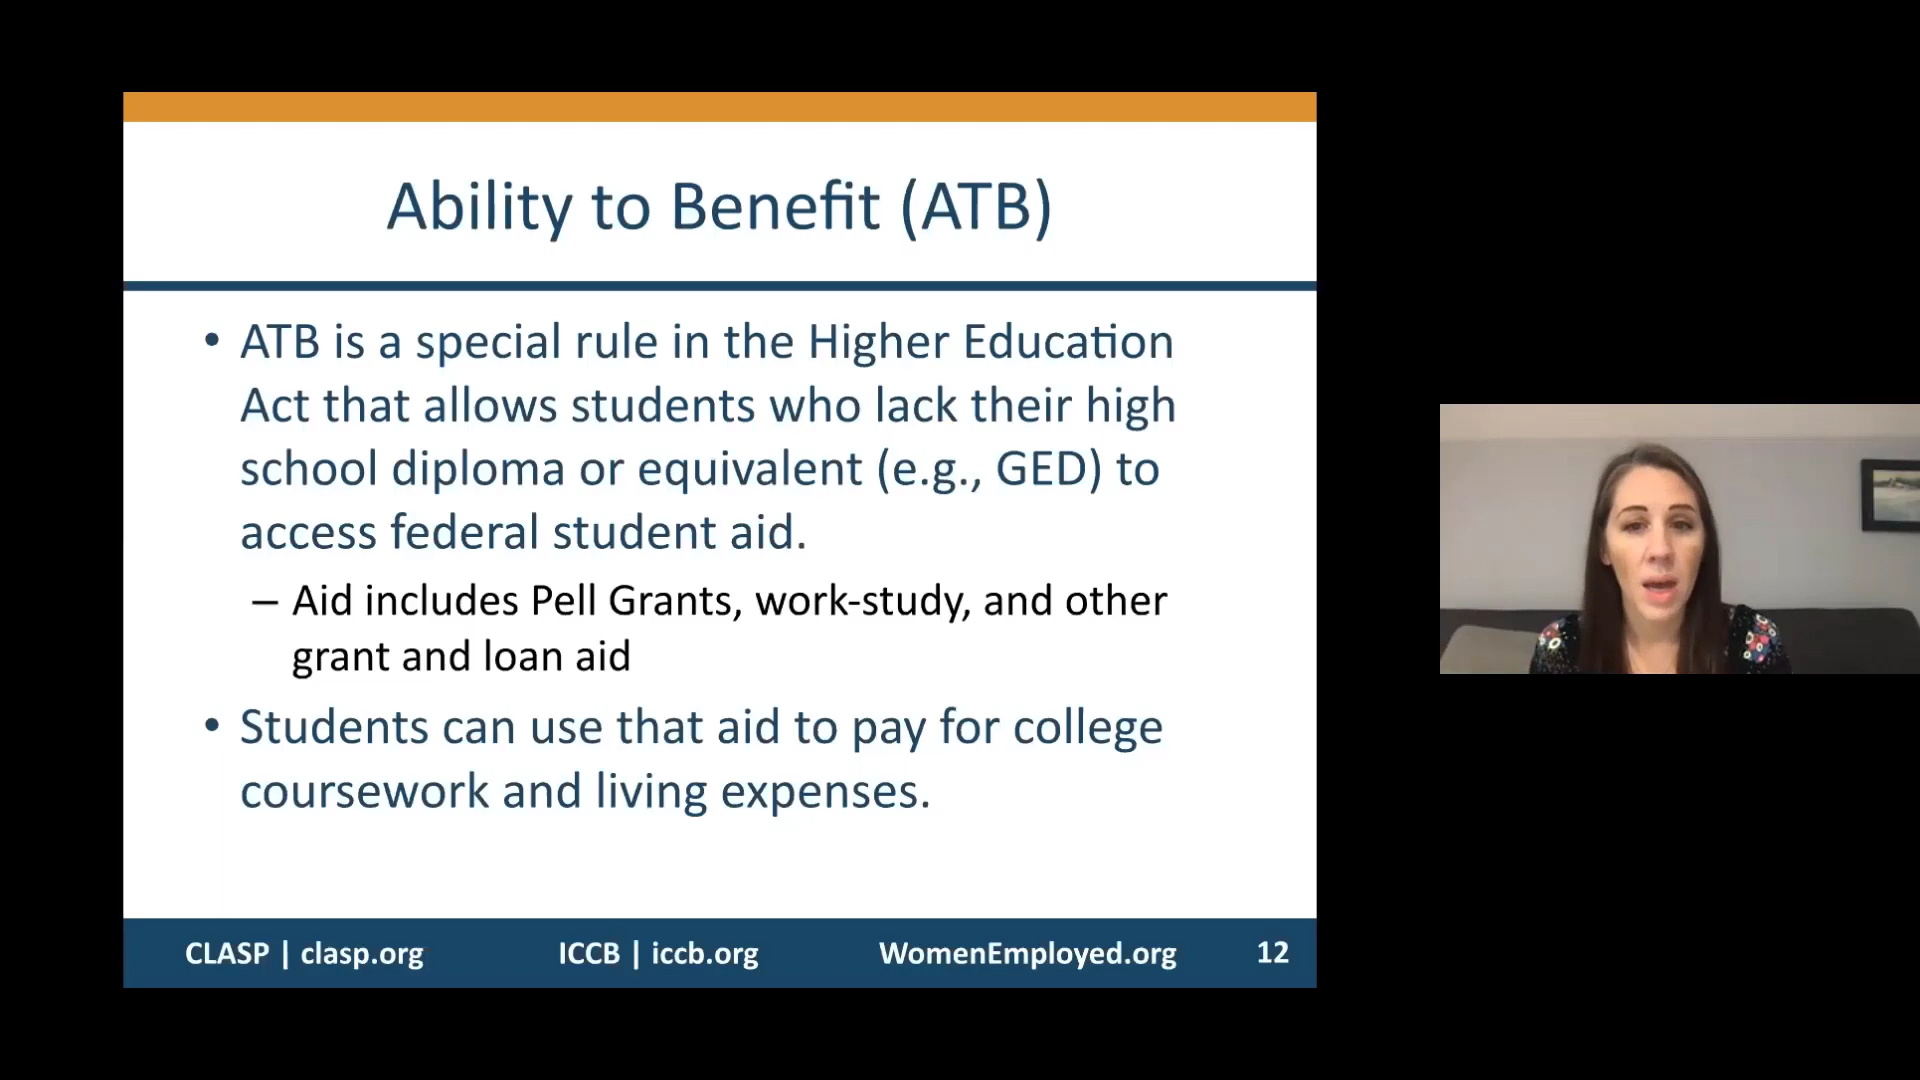 Ability to Benefit (ATB)
• ATB is a special rule in the Higher Education
Act that allows students who lack their high
school diploma or equivalent (e.g., GED) to
access federal student aid.
– Aid includes Pell Grants, work-study, and other
grant and loan aid
• Students can use that aid to pay for college
coursework and living expenses.
CLASP | clasp.org ICCB | iccb.org WomenEmployed.org 12